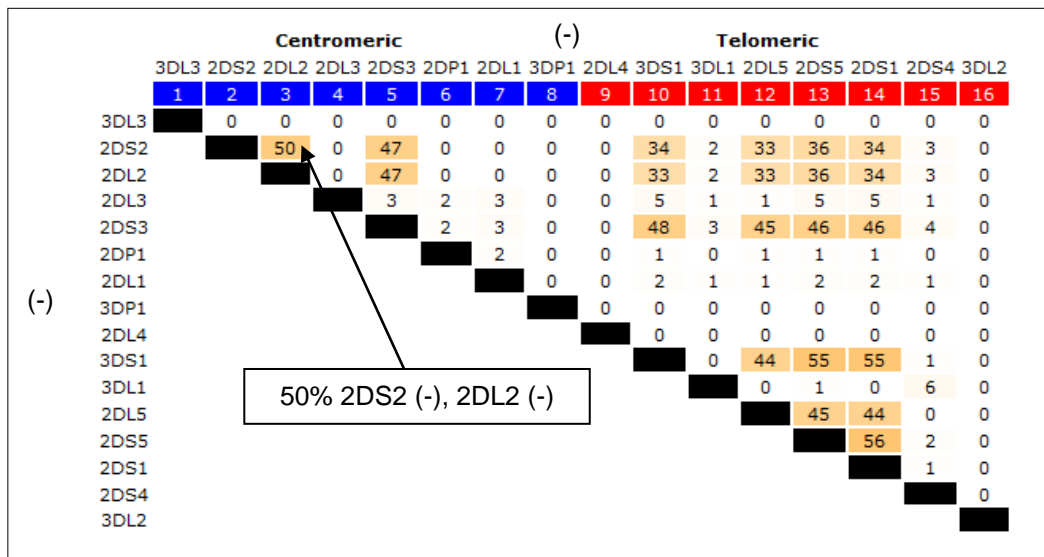 Centromeric (-) Telomeric
3DL3 2DS2 2DL2 2DL3 2DS3 2DP1 2DL1 3DP1 2DL4 3DS1 3DL1 2DL5 2DS5 2DS1 2DS4 3DL2
1 2 3 4 5 6 7 8 9 10 11 12 13 14 15 16
3DL3 0 0 0 0 0 0 0 0 0 0 0 0 0 0 0
2DS2 50 0 47 0 0 0 0 34 2 33 36 34 3 0
2DL2 0 47 0 0 0 0 33 2 33 36 34 3 0
2DL3 3 2 3 0 0 5 1 1 5 5 1 0
2DS3 2 3 0 0 48 3 45 46 46 4 0
2DP1 2 0 0 1 0 1 1 1 0 0
2DL1 0 0 2 1 1 2 2 1 0
(-)
3DP1 0 0 0 0 0 0 0 0
2DL4 0 0 0 0 0 0 0
3DS1 0 44 55 55 1 0
3DL1 0 1 0 6 0
50% 2DS2 (-), 2DL2 (-)
2DL5 45 44 0 0
2DS5 56 2 0
2DS1 1 0
2DS4 0
3DL2